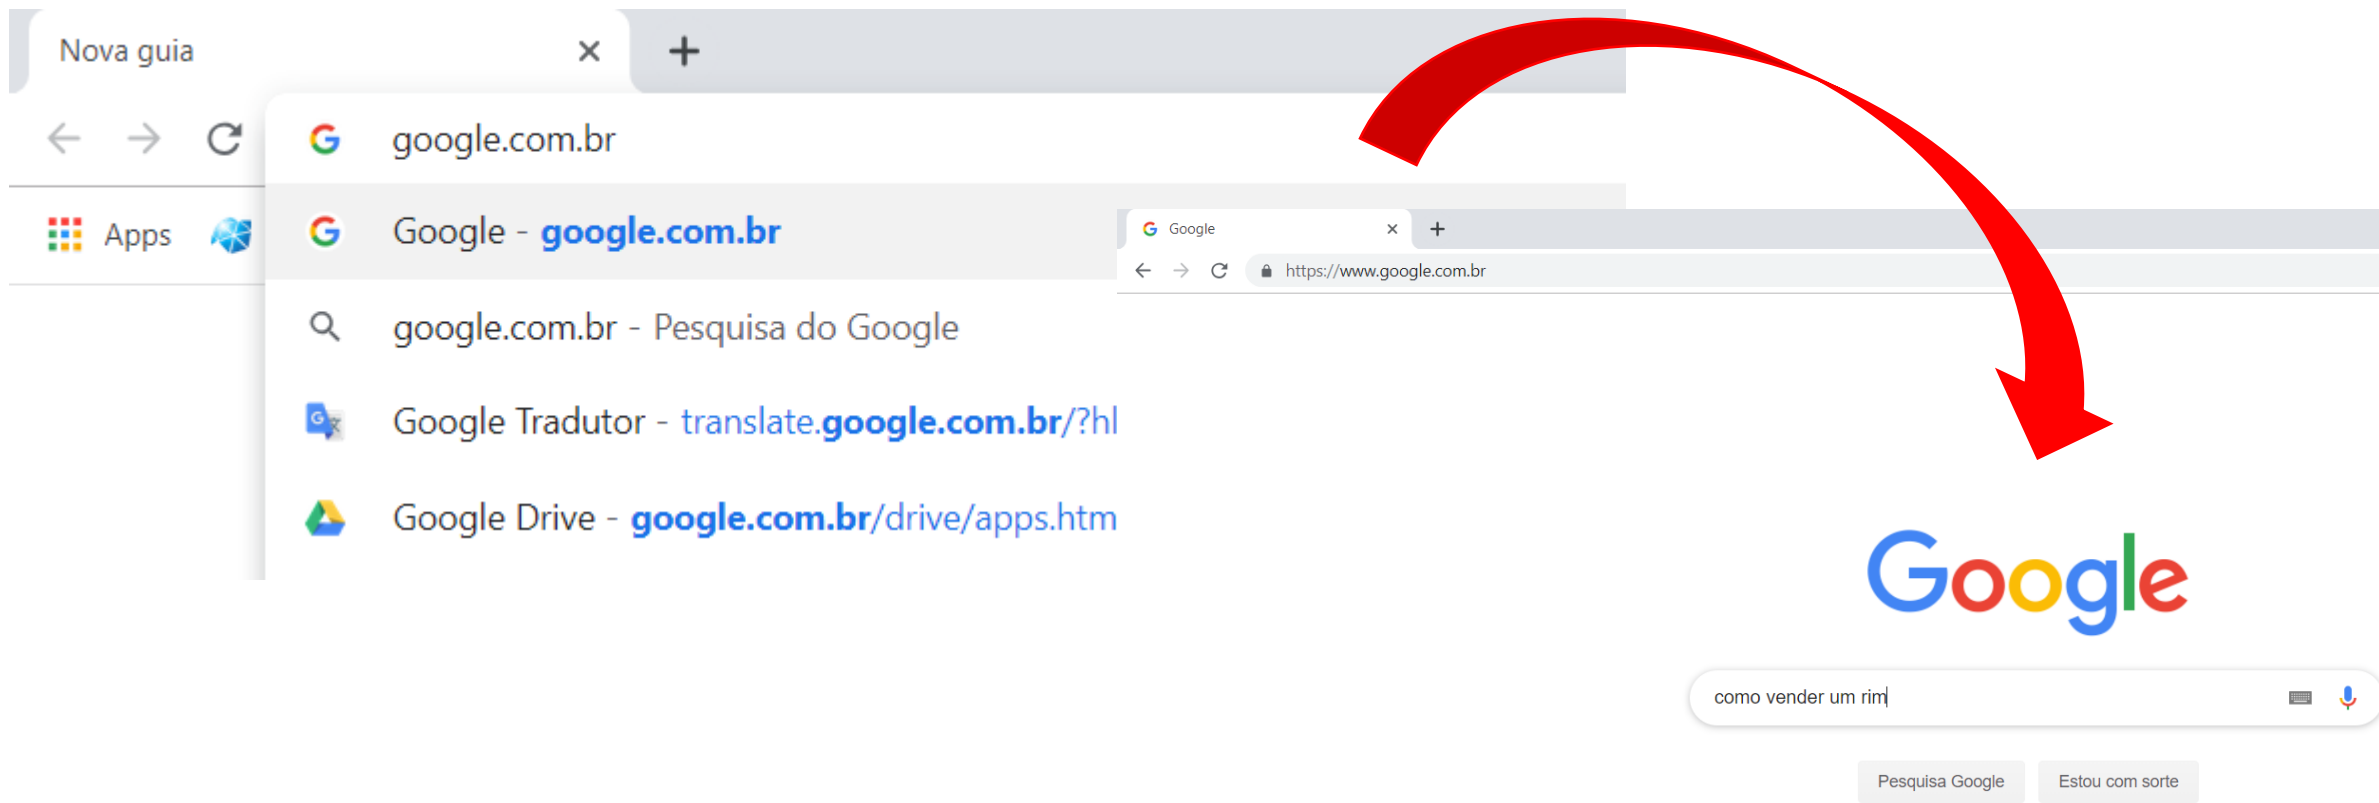 Nova guia
google.com.br
Apps
Google - google.com.br
google.com.br - Pesquisa do Google
Google Tradutor - translate.google.com.br/?hl
Google Drive - google.com.br/drive/apps.htm
Google
https://www.google.com.br
Google
como vender um rim
Pesquisa Google
Estou com sorte